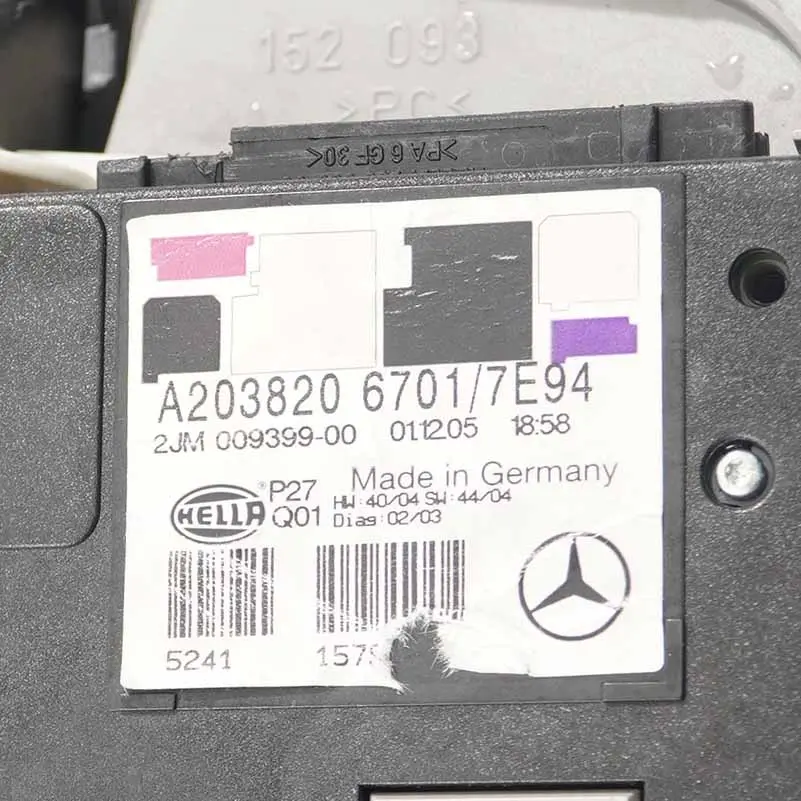 152 093
>PC<
>PA 6 GF 30<
A203820 6701/7E94
2JM 009399-00 01.12.05 18:58
HELLA
P27
Q01
Made in Germany
HW:40/04 SW:44/04
Diag:02/03
5241